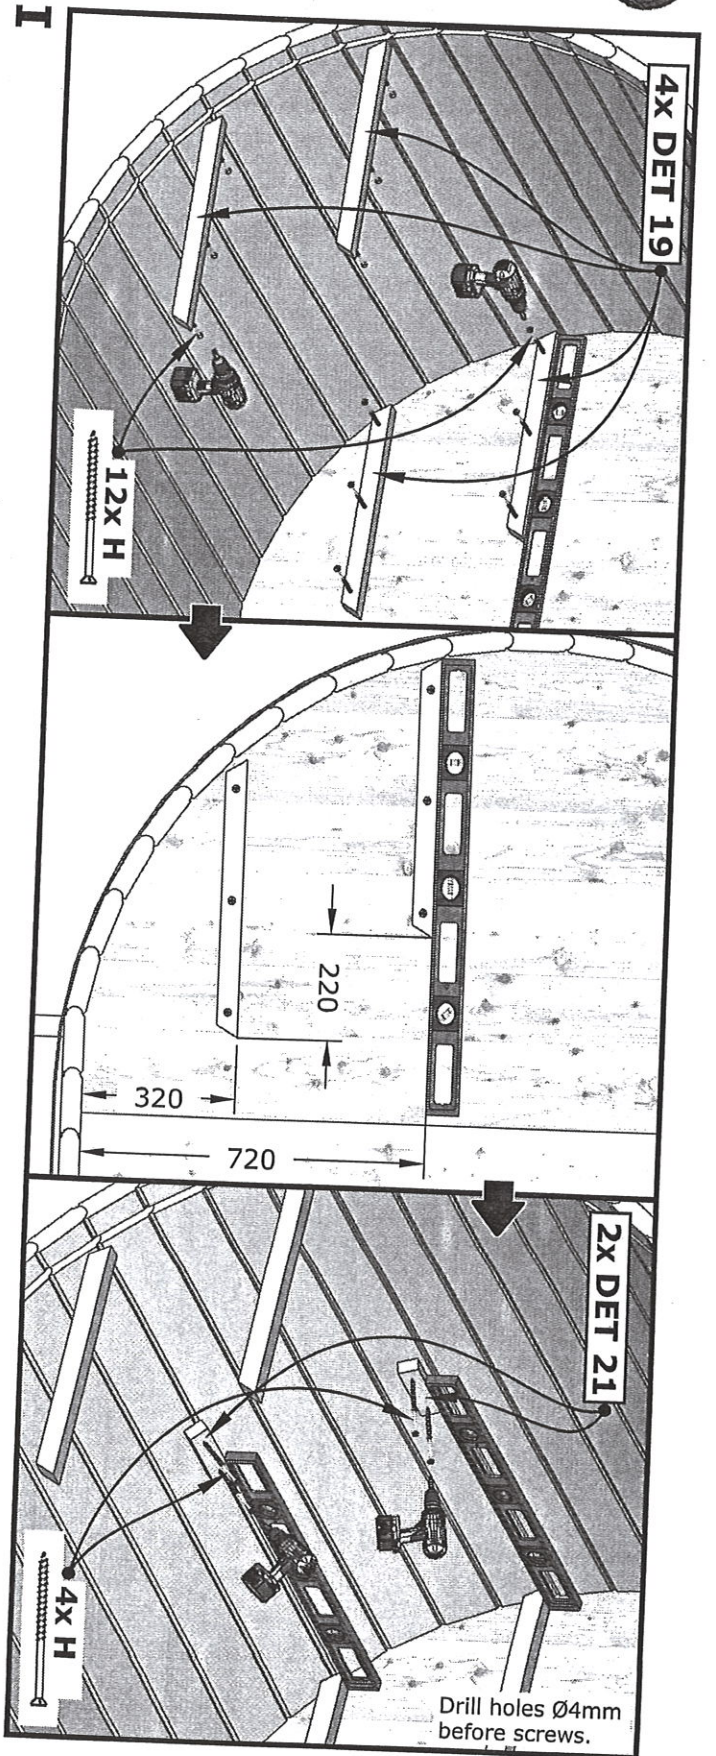 I
4x DET 19
12x H
220
320
720
2x DET 21
4x H
Drill holes Ø4mm
before screws.